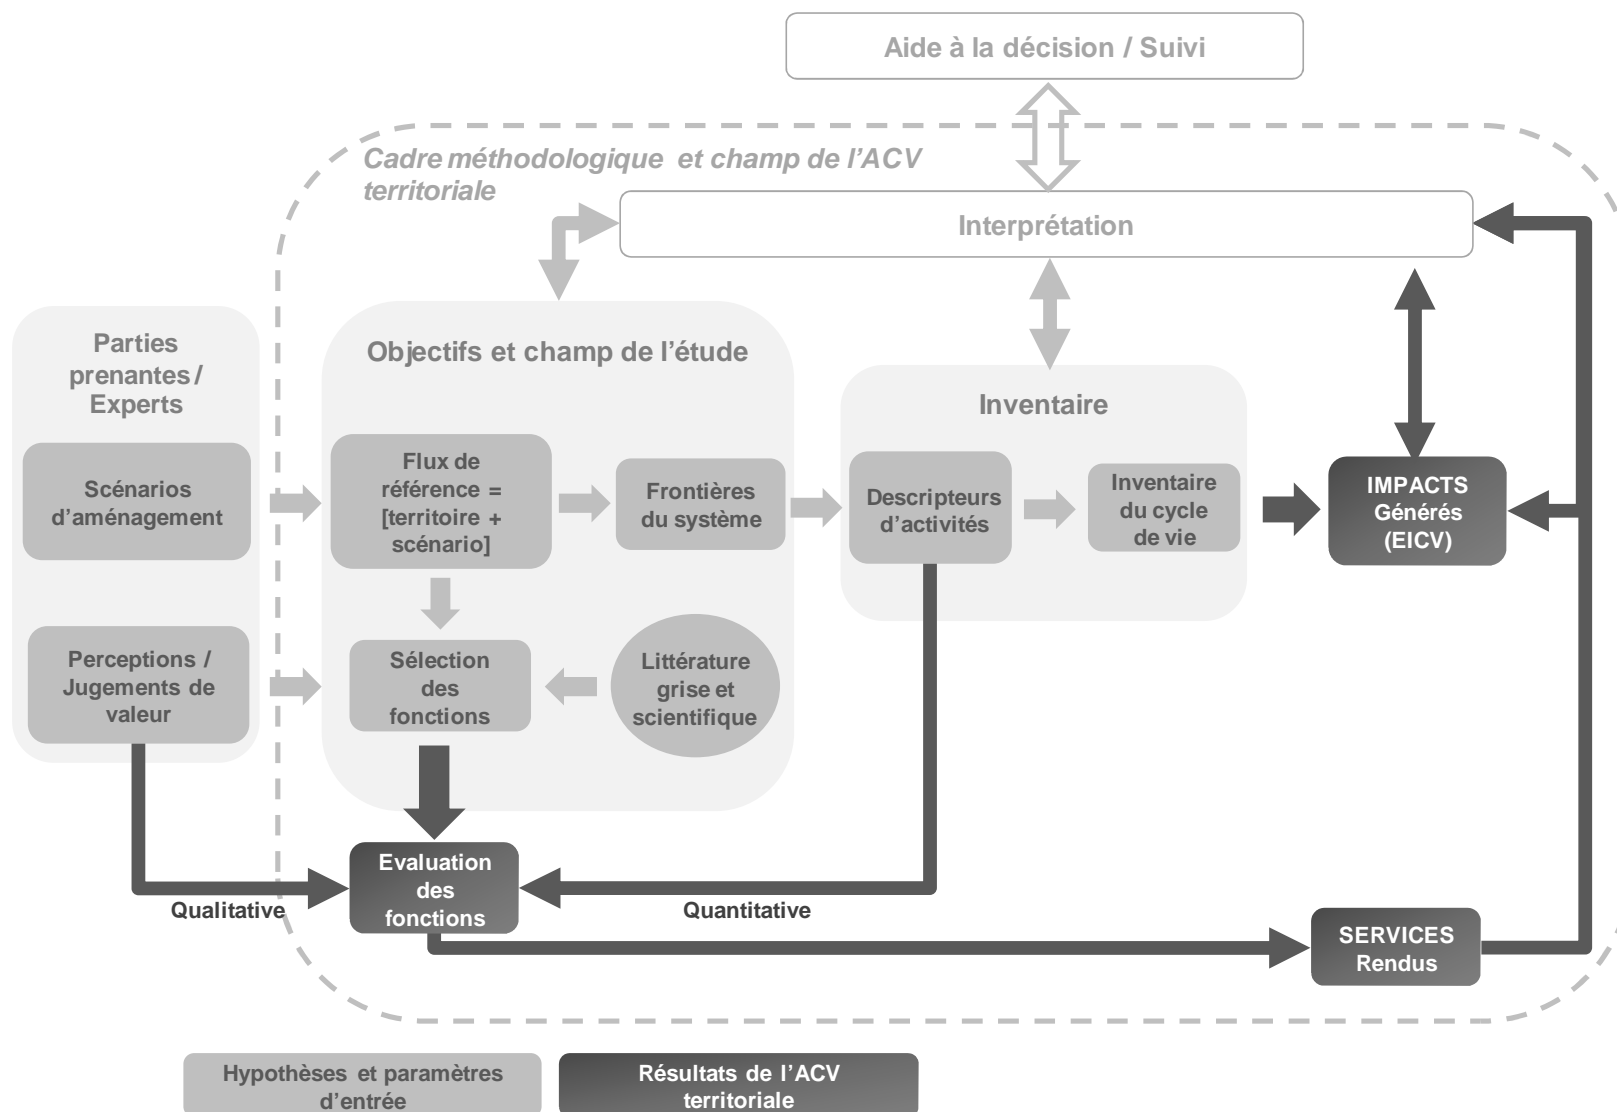 Aide à la décision / Suivi
Cadre méthodologique et champ de l'ACV
territoriale
Interprétation
Parties
prenantes /
Experts
Scénarios
d'aménagement
Perceptions /
Jugements de
valeur
Objectifs et champ de l'étude
Flux de
référence =
[territoire +
scénario]
Frontières
du système
Sélection
des
fonctions
Littérature
grise et
scientifique
Inventaire
Descripteurs
d'activités
Inventaire
du cycle
de vie
IMPACTS
Générés
(EICV)
Evaluation
des
fonctions
Qualitative
Quantitative
SERVICES
Rendus
Hypothèses et paramètres
d'entrée
Résultats de l'ACV
territoriale